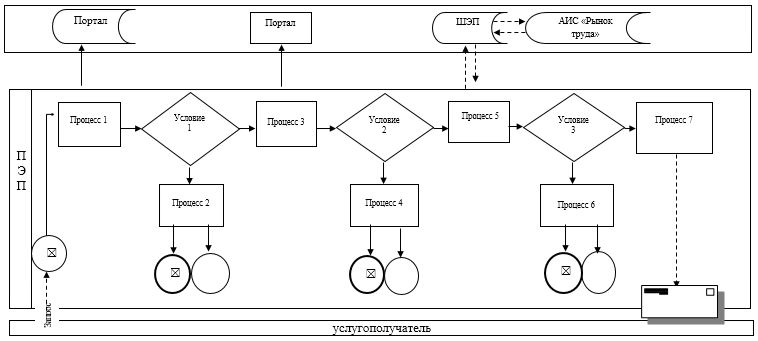 Портал
Портал
ШЭП
АИС «Рынок
труда»
П
Э
П
Процесс 1
Условие
1
Процесс 3
Условие
2
Процесс 5
Условие
3
Процесс 7
Процесс 2
Процесс 4
Процесс 6
Запрос
услугополучатель